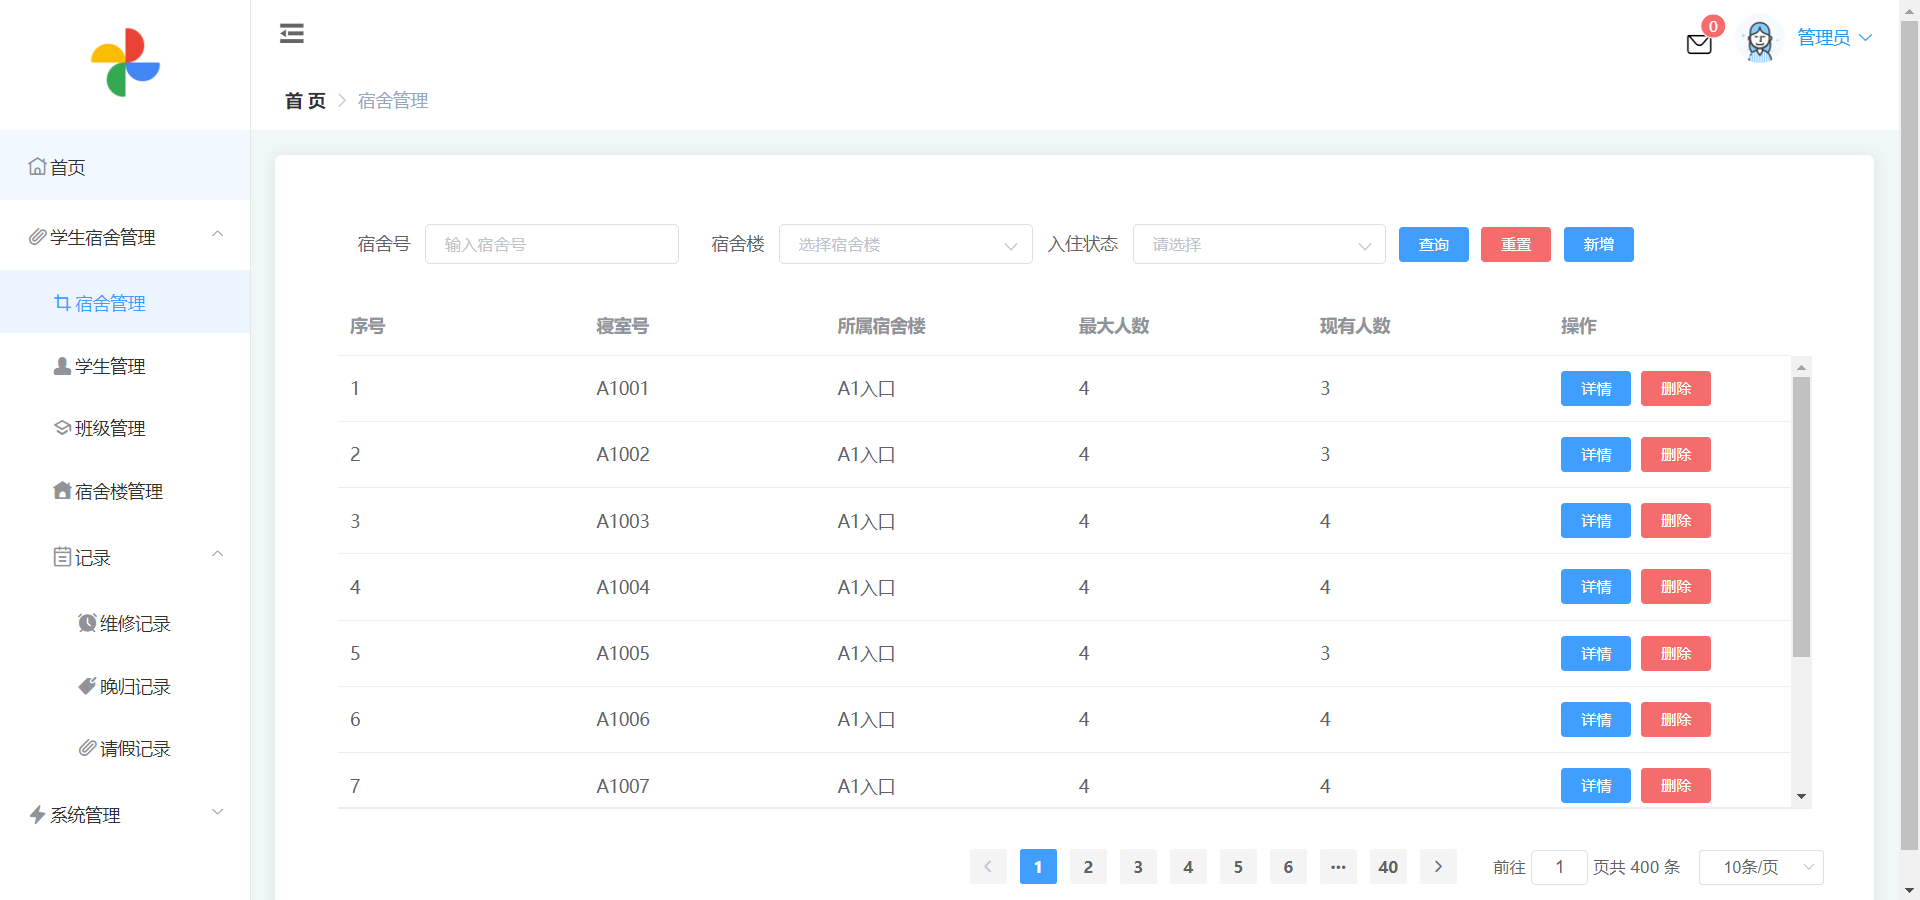 0
管理员
首 页
宿舍管理
首页
学生宿舍管理
宿舍管理
学生管理
班级管理
宿舍楼管理
记录
维修记录
晚归记录
请假记录
系统管理
宿舍号 输入宿舍号 宿舍楼 选择宿舍楼 入住状态 请选择 查询 重置 新增
序号 寝室号 所属宿舍楼 最大人数 现有人数 操作
1 A1001 A1入口 4 3 详情 删除
2 A1002 A1入口 4 3 详情 删除
3 A1003 A1入口 4 4 详情 删除
4 A1004 A1入口 4 4 详情 删除
5 A1005 A1入口 4 3 详情 删除
6 A1006 A1入口 4 4 详情 删除
7 A1007 A1入口 4 4 详情 删除
1 2 3 4 5 6 ··· 40 前往 1 页共 400 条 10条/页